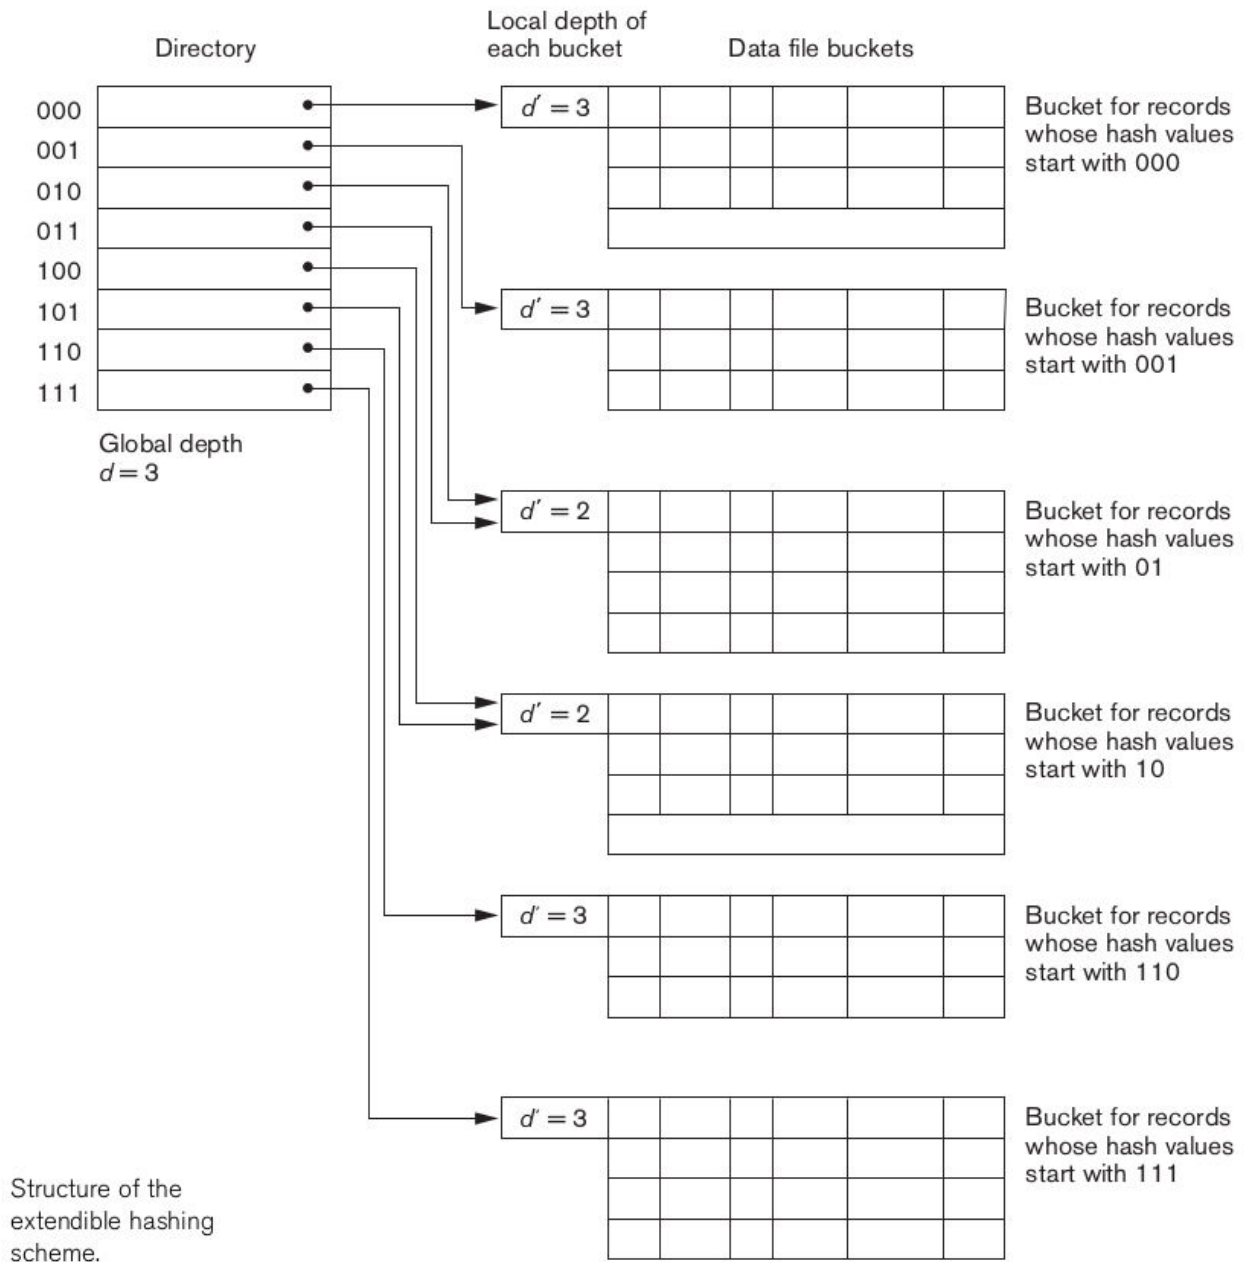 Directory
Local depth of
each bucket
Data file buckets
000
001
010
011
100
101
110
111
Global depth
d = 3
d′ = 3
Bucket for records
whose hash values
start with 000
d′ = 3
Bucket for records
whose hash values
start with 001
d′ = 2
Bucket for records
whose hash values
start with 01
d′ = 2
Bucket for records
whose hash values
start with 10
d′ = 3
Bucket for records
whose hash values
start with 110
d′ = 3
Bucket for records
whose hash values
start with 111
Structure of the
extendible hashing
scheme.